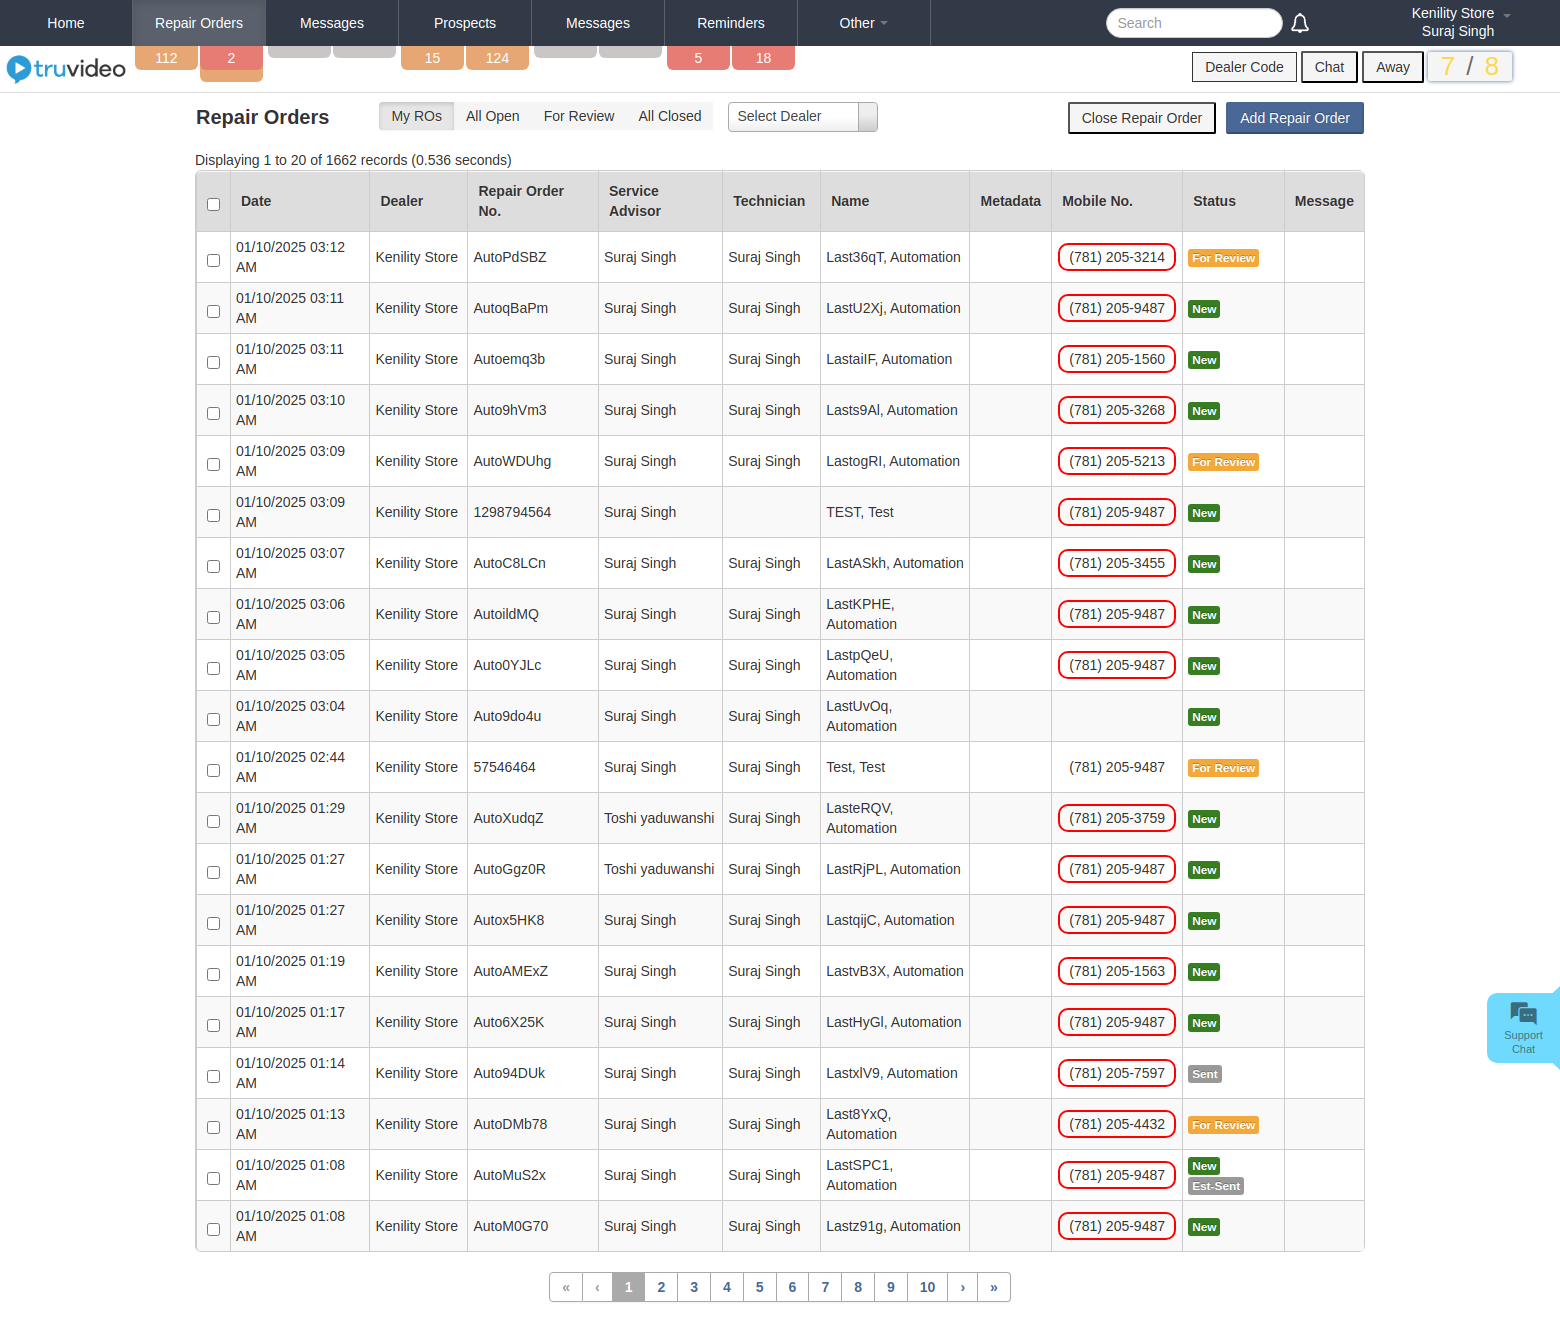 Home Repair Orders Messages Prospects Messages Reminders Other Search Kenility Store
Suraj Singh
truvideo 112 2 15 124 5 18 Dealer Code Chat Away 7 / 8
Repair Orders My ROs All Open For Review All Closed Select Dealer Close Repair Order Add Repair Order
Displaying 1 to 20 of 1662 records (0.536 seconds)
Date Dealer Repair Order No. Service Advisor Technician Name Metadata Mobile No. Status Message
01/10/2025 03:12 AM Kenility Store AutoPdSBZ Suraj Singh Suraj Singh Last36qT, Automation (781) 205-3214 For Review
01/10/2025 03:11 AM Kenility Store AutoqBaPm Suraj Singh Suraj Singh LastU2Xj, Automation (781) 205-9487 New
01/10/2025 03:11 AM Kenility Store Autoemq3b Suraj Singh Suraj Singh LastaiIF, Automation (781) 205-1560 New
01/10/2025 03:10 AM Kenility Store Auto9hVm3 Suraj Singh Suraj Singh Lasts9Al, Automation (781) 205-3268 New
01/10/2025 03:09 AM Kenility Store AutoWDUhg Suraj Singh Suraj Singh LastogRI, Automation (781) 205-5213 For Review
01/10/2025 03:09 AM Kenility Store 1298794564 Suraj Singh TEST, Test (781) 205-9487 New
01/10/2025 03:07 AM Kenility Store AutoC8LCn Suraj Singh Suraj Singh LastASkh, Automation (781) 205-3455 New
01/10/2025 03:06 AM Kenility Store AutoildMQ Suraj Singh Suraj Singh LastKPHE, Automation (781) 205-9487 New
01/10/2025 03:05 AM Kenility Store Auto0YJLc Suraj Singh Suraj Singh LastpQeU, Automation (781) 205-9487 New
01/10/2025 03:04 AM Kenility Store Auto9do4u Suraj Singh Suraj Singh LastUvOq, Automation New
01/10/2025 02:44 AM Kenility Store 57546464 Suraj Singh Suraj Singh Test, Test (781) 205-9487 For Review
01/10/2025 01:29 AM Kenility Store AutoXudqZ Toshi yaduwanshi Suraj Singh LasteRQV, Automation (781) 205-3759 New
01/10/2025 01:27 AM Kenility Store AutoGgz0R Toshi yaduwanshi Suraj Singh LastRjPL, Automation (781) 205-9487 New
01/10/2025 01:27 AM Kenility Store Autox5HK8 Suraj Singh Suraj Singh LastqijC, Automation (781) 205-9487 New
01/10/2025 01:19 AM Kenility Store AutoAMExZ Suraj Singh Suraj Singh LastvB3X, Automation (781) 205-1563 New
01/10/2025 01:17 AM Kenility Store Auto6X25K Suraj Singh Suraj Singh LastHyGl, Automation (781) 205-9487 New
01/10/2025 01:14 AM Kenility Store Auto94DUk Suraj Singh Suraj Singh LastxlV9, Automation (781) 205-7597 Sent
01/10/2025 01:13 AM Kenility Store AutoDMb78 Suraj Singh Suraj Singh Last8YxQ, Automation (781) 205-4432 For Review
01/10/2025 01:08 AM Kenility Store AutoMuS2x Suraj Singh Suraj Singh LastSPC1, Automation (781) 205-9487 New Est-Sent
01/10/2025 01:08 AM Kenility Store AutoM0G70 Suraj Singh Suraj Singh Lastz91g, Automation (781) 205-9487 New
Support
Chat
« ‹ 1 2 3 4 5 6 7 8 9 10 › »